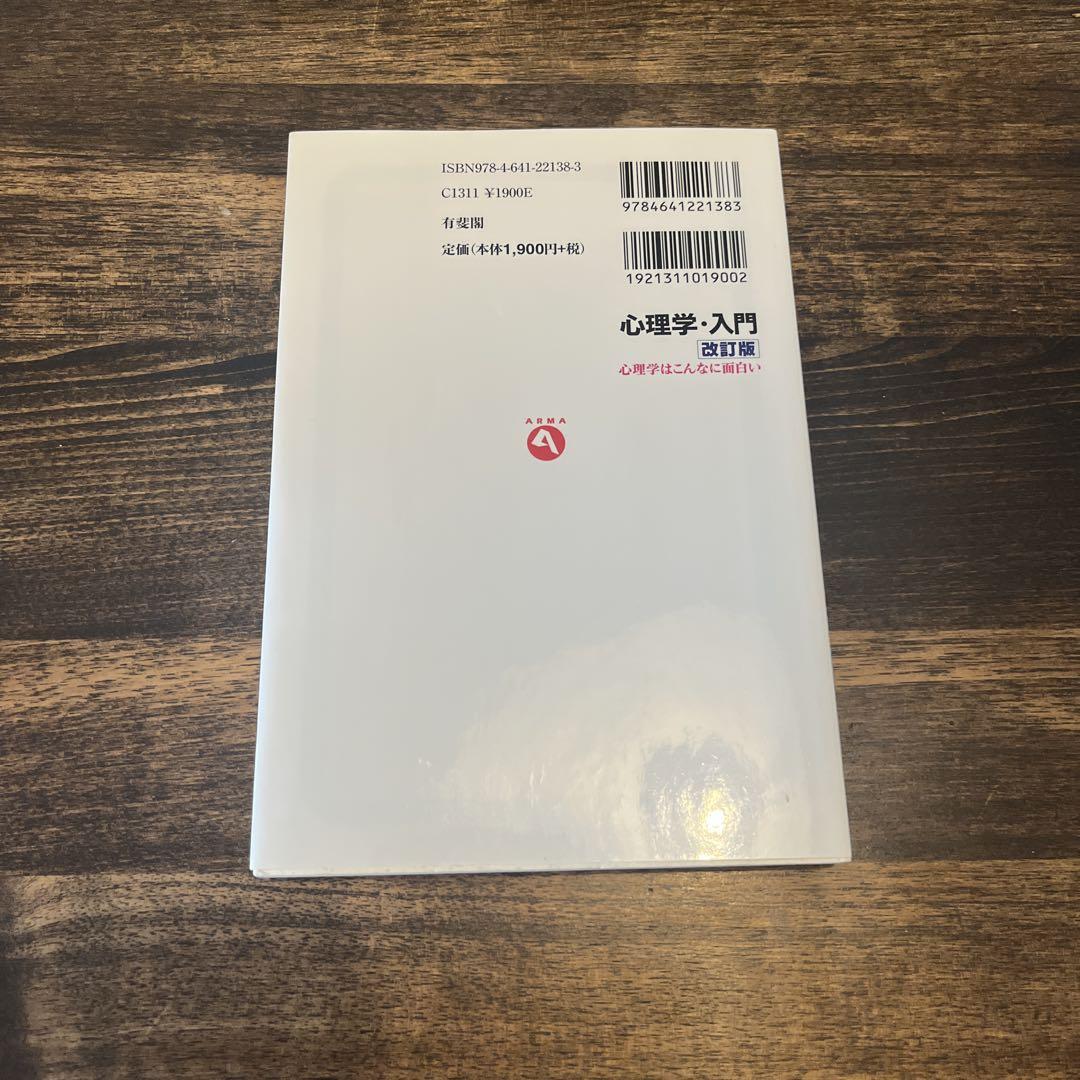 ISBN978-4-641-22138-3
C1311 ¥1900E
有斐閣
定価(本体1,900円+税)
9784641221383
1921311019002
心理学・入門
改訂版
心理学はこんなに面白い
ARMA